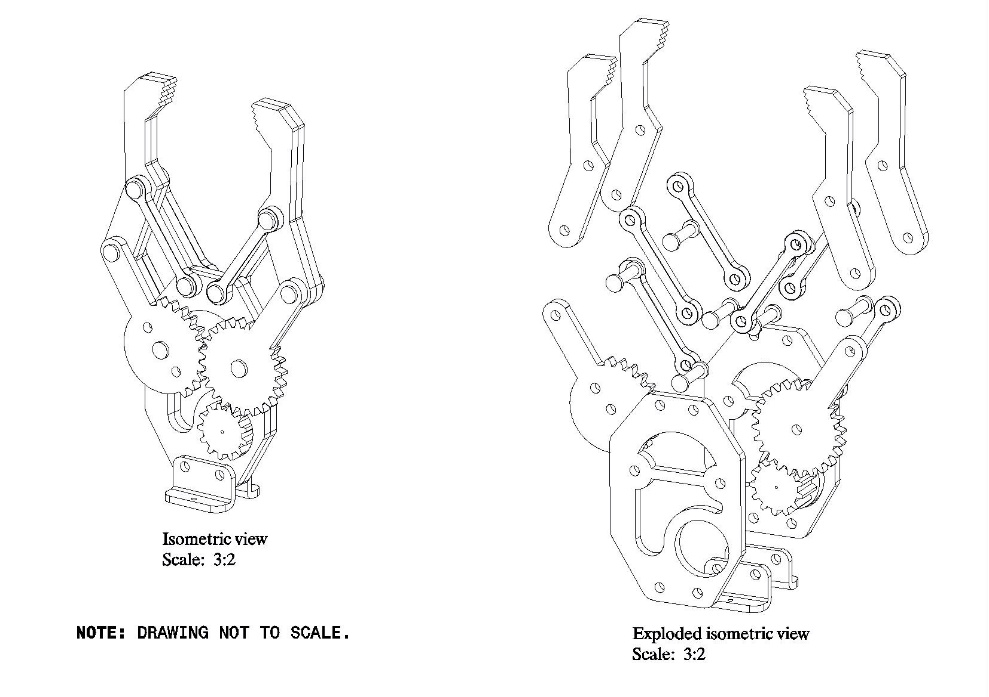 Isometric view
Scale: 3:2
NOTE: DRAWING NOT TO SCALE.
Exploded isometric view
Scale: 3:2